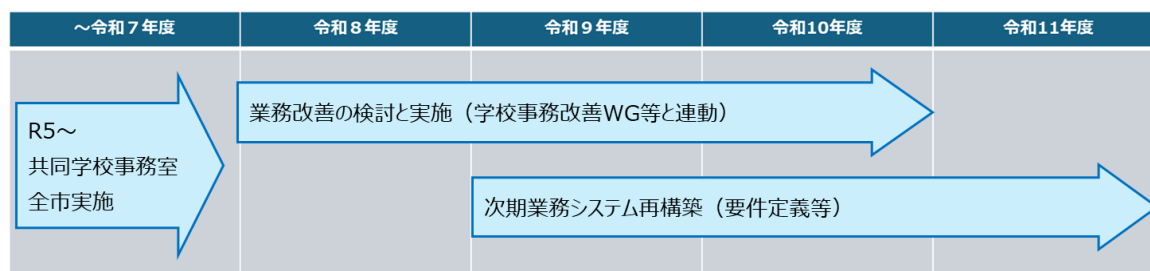 ～令和７年度
令和８年度
令和９年度
令和10年度
令和11年度
R5～
共同学校事務室
全市実施
業務改善の検討と実施（学校事務改善WG等と連動）
次期業務システム再構築（要件定義等）